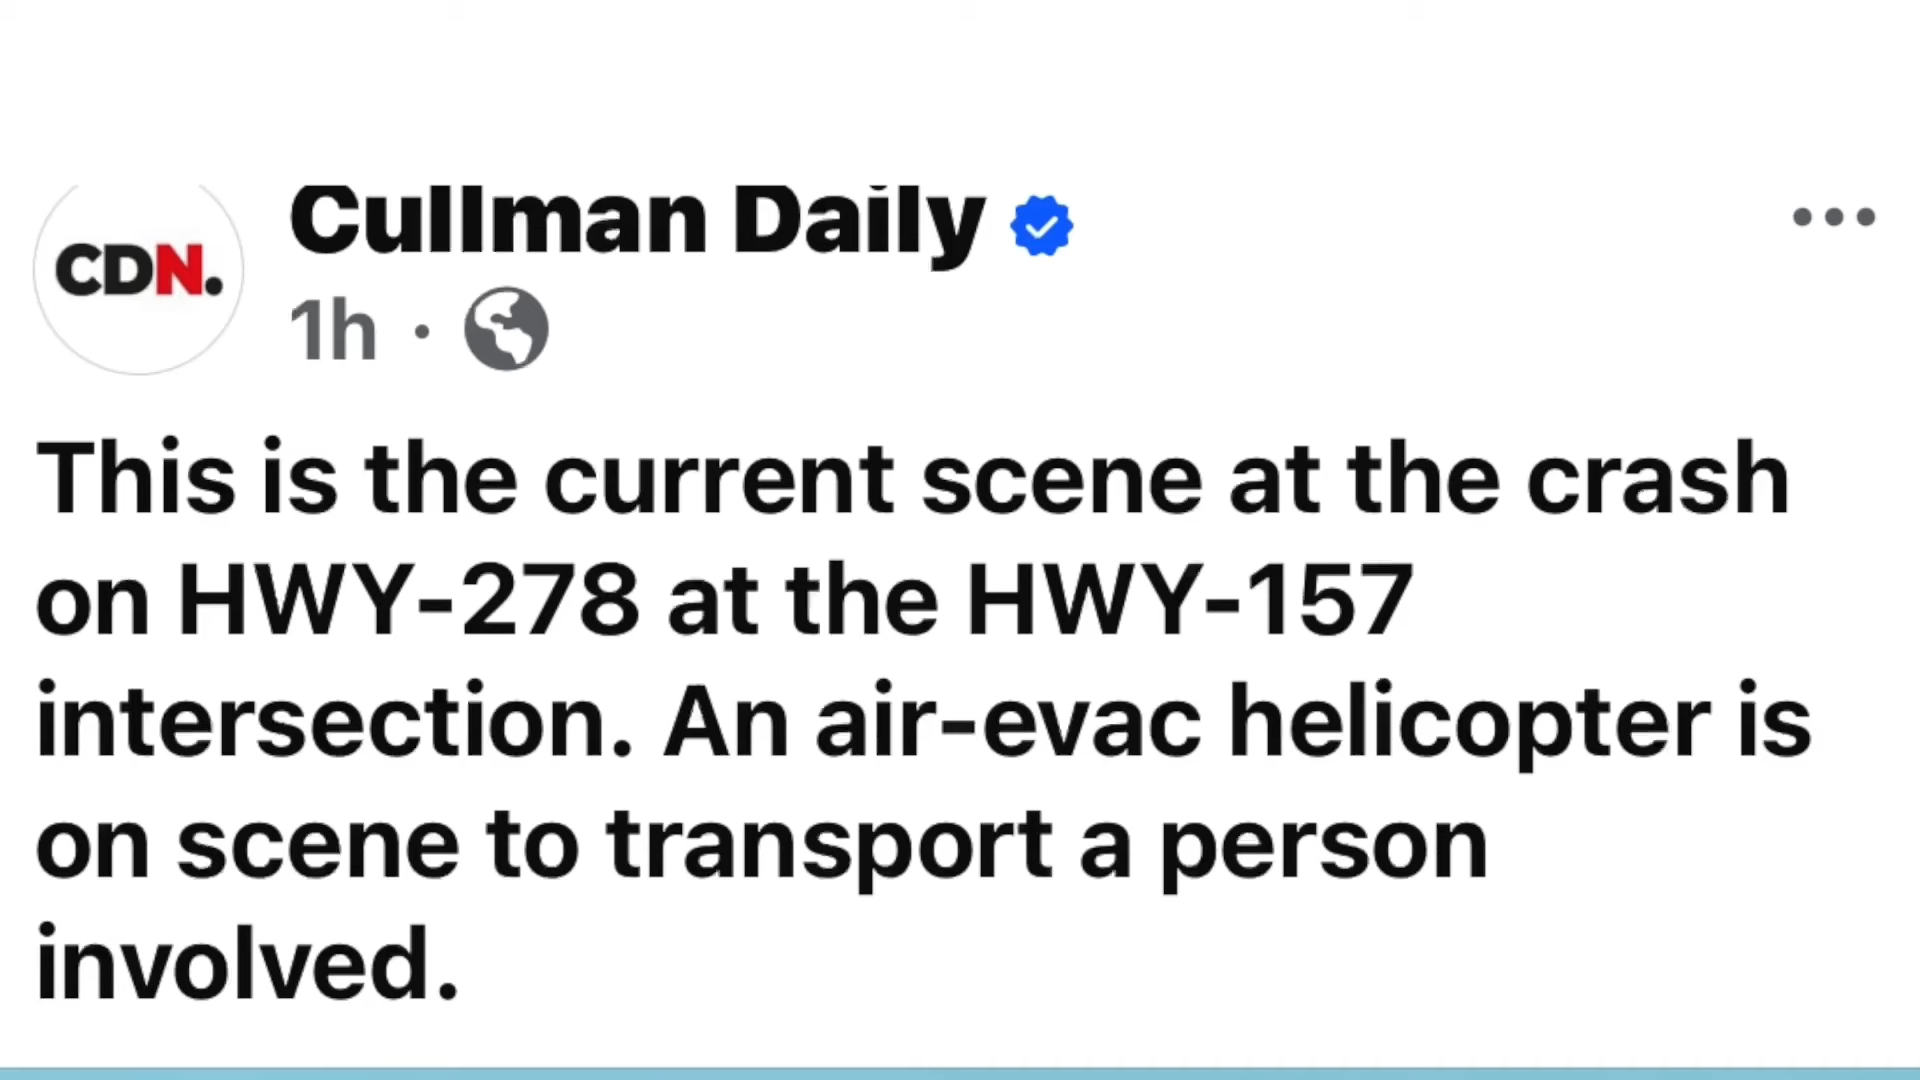 CDN.
Cullman Daily
1h ·
This is the current scene at the crash
on HWY-278 at the HWY-157
intersection. An air-evac helicopter is
on scene to transport a person
involved.